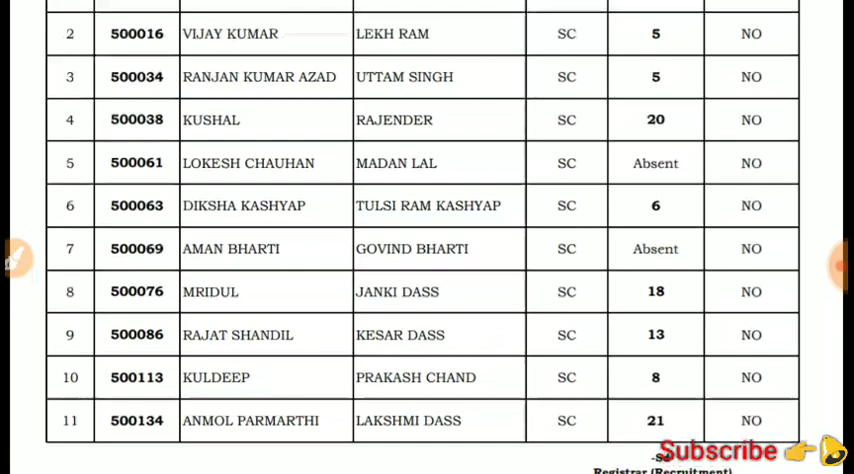 2 500016 VIJAY KUMAR LEKH RAM SC 5 NO
3 500034 RANJAN KUMAR AZAD UTTAM SINGH SC 5 NO
4 500038 KUSHAL RAJENDER SC 20 NO
5 500061 LOKESH CHAUHAN MADAN LAL SC Absent NO
6 500063 DIKSHA KASHYAP TULSI RAM KASHYAP SC 6 NO
7 500069 AMAN BHARTI GOVIND BHARTI SC Absent NO
8 500076 MRIDUL JANKI DASS SC 18 NO
9 500086 RAJAT SHANDIL KESAR DASS SC 13 NO
10 500113 KULDEEP PRAKASH CHAND SC 8 NO
11 500134 ANMOL PARMARTHI LAKSHMI DASS SC 21 NO
Subscribe
Registrar (Recruitment)